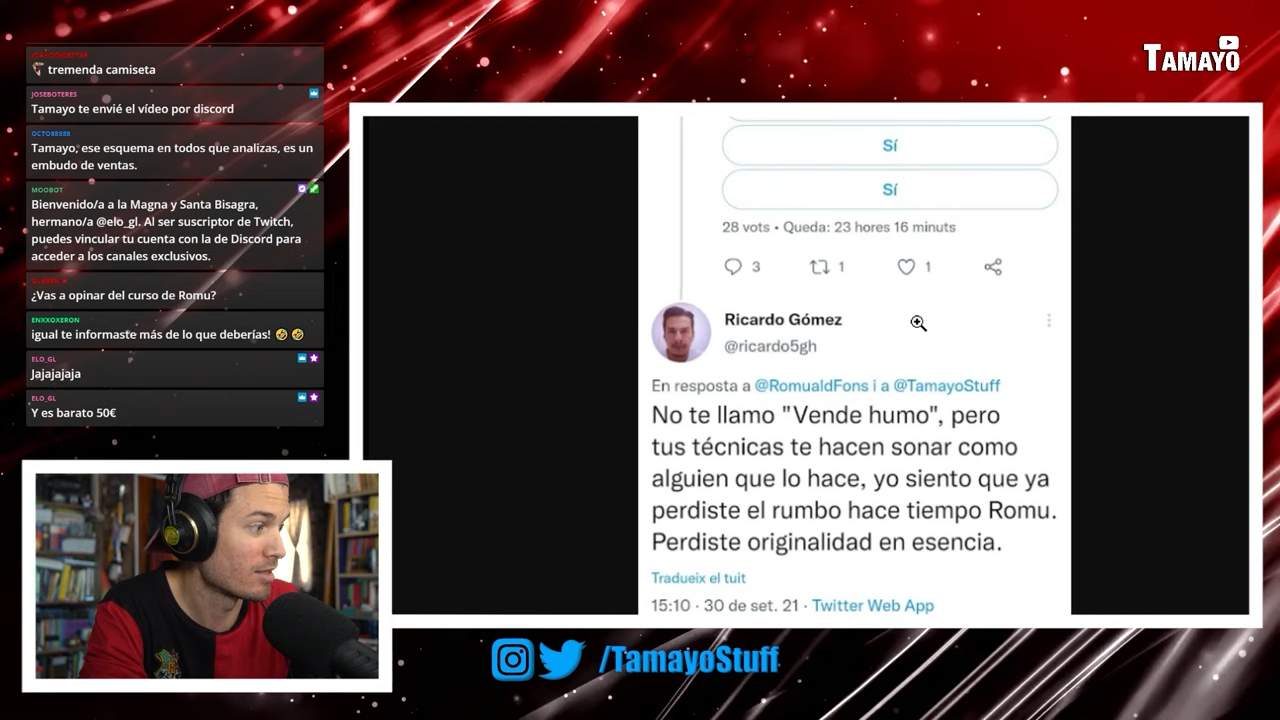 tremenda camiseta
JOSEBOTERES
Tamayo te envié el vídeo por discord
OCTO88888
Tamayo, ese esquema en todos que analizas, es un
embudo de ventas.
MOOBOT
Bienvenido/a a la Magna y Santa Bisagra,
hermano/a @elo_gl. Al ser suscriptor de Twitch,
puedes vincular tu cuenta con la de Discord para
acceder a los canales exclusivos.
¿Vas a opinar del curso de Romu?
ENXXOXERON
igual te informaste más de lo que deberías!
ELO_GL
Jajajajaja
ELO_GL
Y es barato 50€
TAMAYO
Sí
Sí
28 vots • Queda: 23 hores 16 minuts
3 1 1
Ricardo Gómez
@ricardo5gh
En resposta a @RomualdFons i a @TamayoStuff
No te llamo "Vende humo", pero
tus técnicas te hacen sonar como
alguien que lo hace, yo siento que ya
perdiste el rumbo hace tiempo Romu.
Perdiste originalidad en esencia.
Tradueix el tuit
15:10 · 30 de set. 21 · Twitter Web App
/TamayoStuff